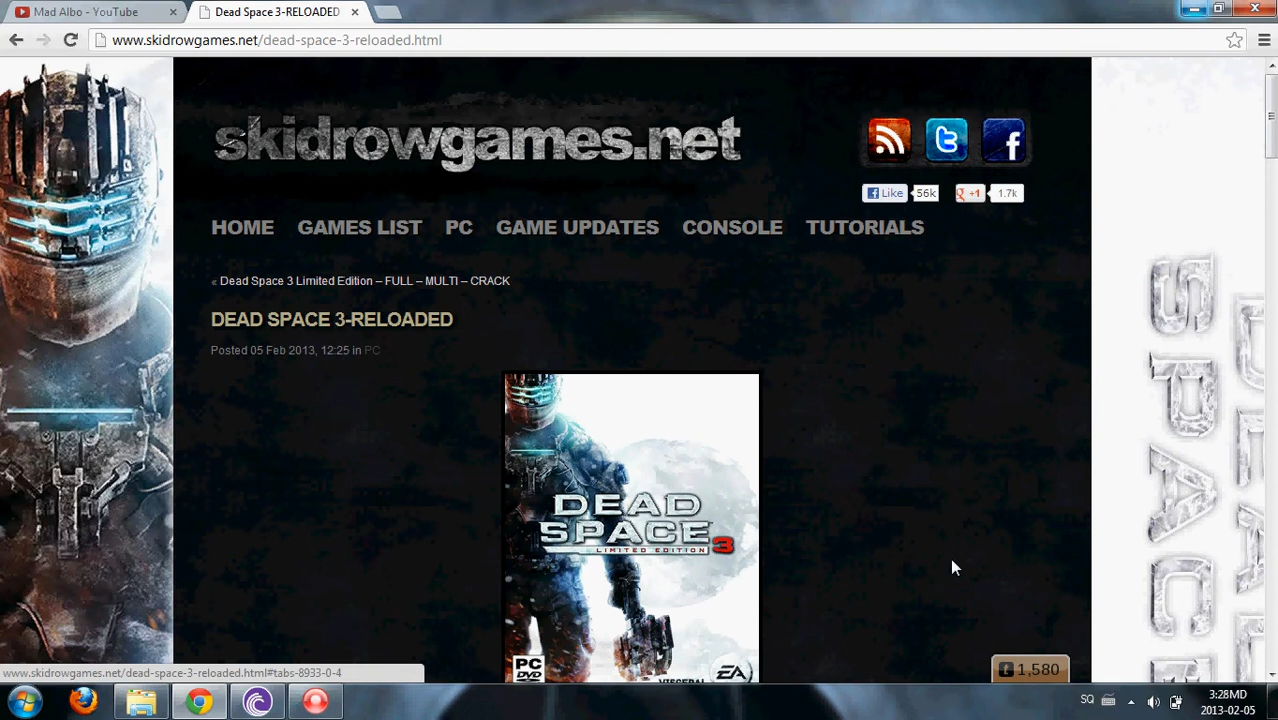 Mad Albo - YouTube
Dead Space 3-RELOADED
www.skidrowgames.net/dead-space-3-reloaded.html
skidrowgames.net
Like 56k
+1 1.7k
HOME GAMES LIST PC GAME UPDATES CONSOLE TUTORIALS
« Dead Space 3 Limited Edition – FULL – MULTI – CRACK
DEAD SPACE 3-RELOADED
Posted 05 Feb 2013, 12:25 in PC
DEAD
SPACE
LIMITED EDITION 3
PC
DVD
VISCERAL
EA
DEAD
SPACE
1,580
www.skidrowgames.net/dead-space-3-reloaded.html#tabs-8933-0-4
SQ
3:28MD
2013-02-05